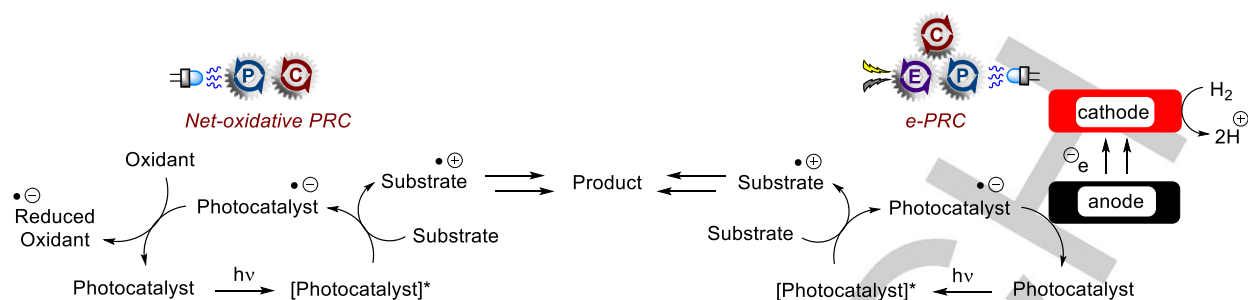 P
C
Net-oxidative PRC
C
E
P
e-PRC
cathode
H2
2H
⊕
⊖e
anode
Oxidant
•⊖
Reduced
Oxidant
•⊖
Photocatalyst
Photocatalyst
hν
[Photocatalyst]*
•⊕
Substrate
Substrate
Product
•⊕
Substrate
Substrate
•⊖
Photocatalyst
[Photocatalyst]*
hν
Photocatalyst